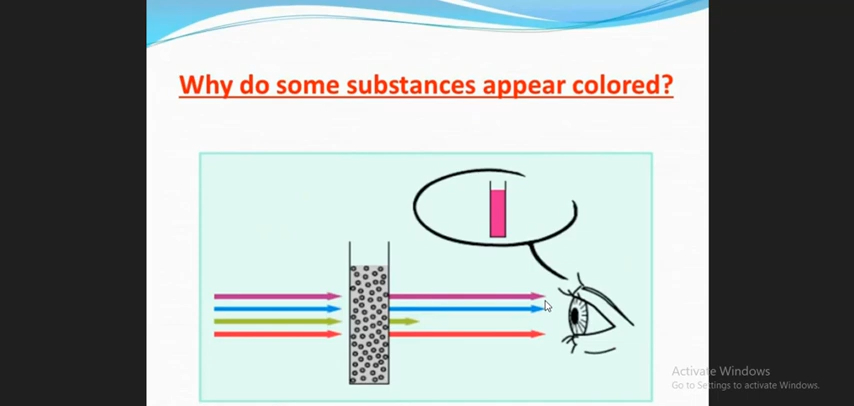 Why do some substances appear colored?
Activate Windows
Go to Settings to activate Windows.